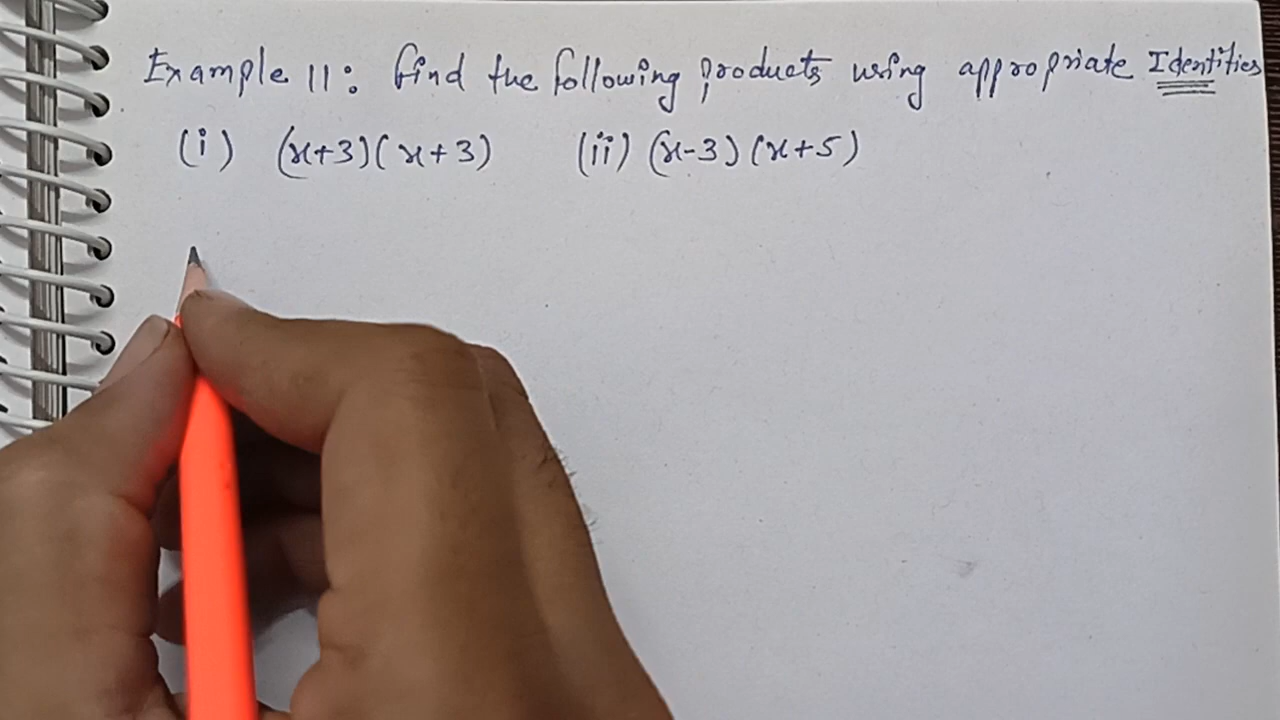 Example 11: find the following products using appropriate Identities
(i) (x+3)(x+3) (ii) (x-3)(x+5)